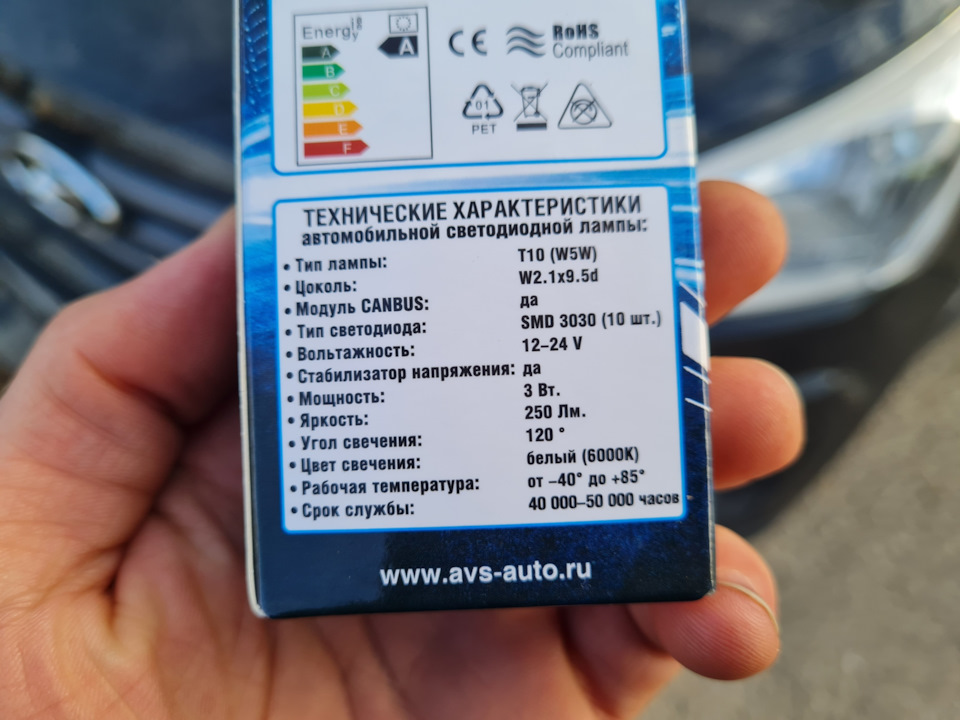 Energy
A
A
B
C
D
E
F
CE
RoHS
Compliant
01
PET
ТЕХНИЧЕСКИЕ ХАРАКТЕРИСТИКИ
автомобильной светодиодной лампы:
• Тип лампы: T10 (W5W)
• Цоколь: W2.1x9.5d
• Модуль CANBUS: да
• Тип светодиода: SMD 3030 (10 шт.)
• Вольтажность: 12–24 V
• Стабилизатор напряжения: да
• Мощность: 3 Вт.
• Яркость: 250 Лм.
• Угол свечения: 120 °
• Цвет свечения: белый (6000K)
• Рабочая температура: от –40° до +85°
• Срок службы: 40 000–50 000 часов
www.avs-auto.ru